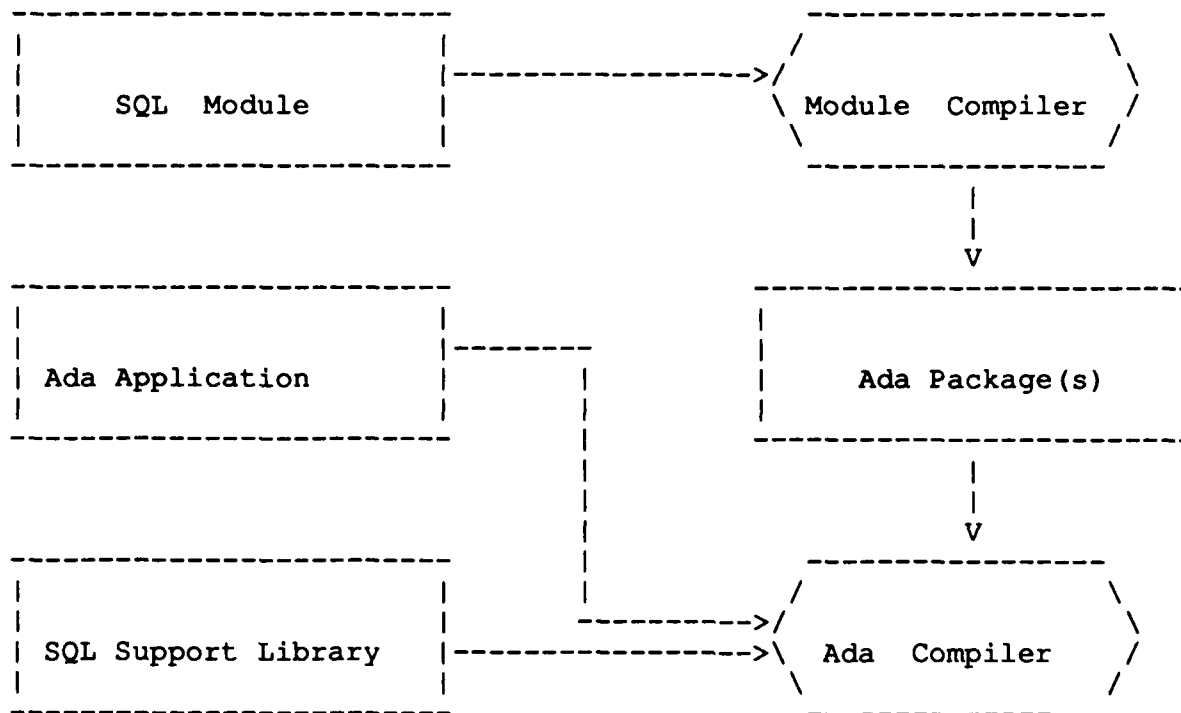 SQL Module
Module Compiler
Ada Application
Ada Package(s)
SQL Support Library
Ada Compiler